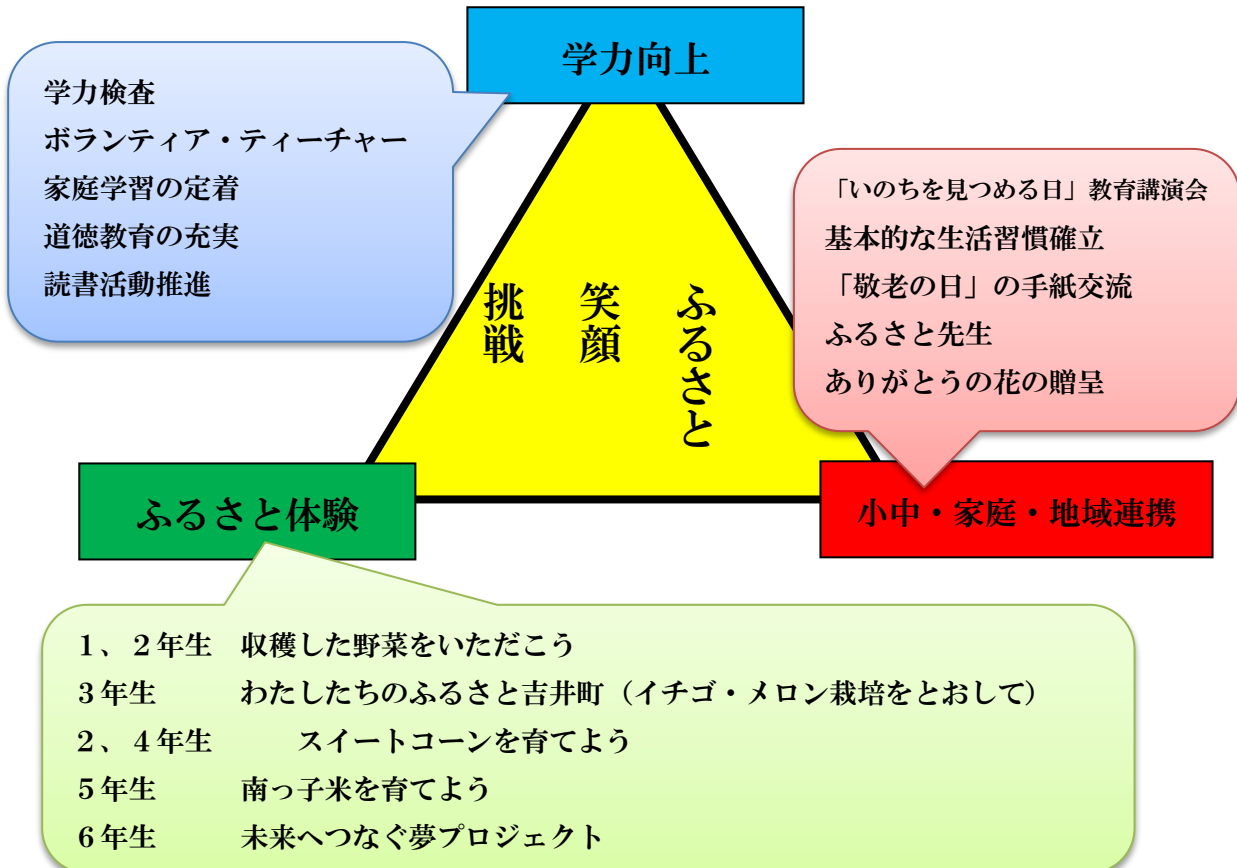 学力向上
学力検査
ボランティア・ティーチャー
家庭学習の定着
道徳教育の充実
読書活動推進
「いのちを見つめる日」教育講演会
基本的な生活習慣確立
「敬老の日」の手紙交流
ふるさと先生
ありがとうの花の贈呈
ふるさと
笑顔
挑戦
ふるさと体験
小中・家庭・地域連携
１、２年生　収穫した野菜をいただこう
３年生　　　わたしたちのふるさと吉井町（イチゴ・メロン栽培をとおして）
２、４年生　　　スイートコーンを育てよう
５年生　　　南っ子米を育てよう
６年生　　　未来へつなぐ夢プロジェクト